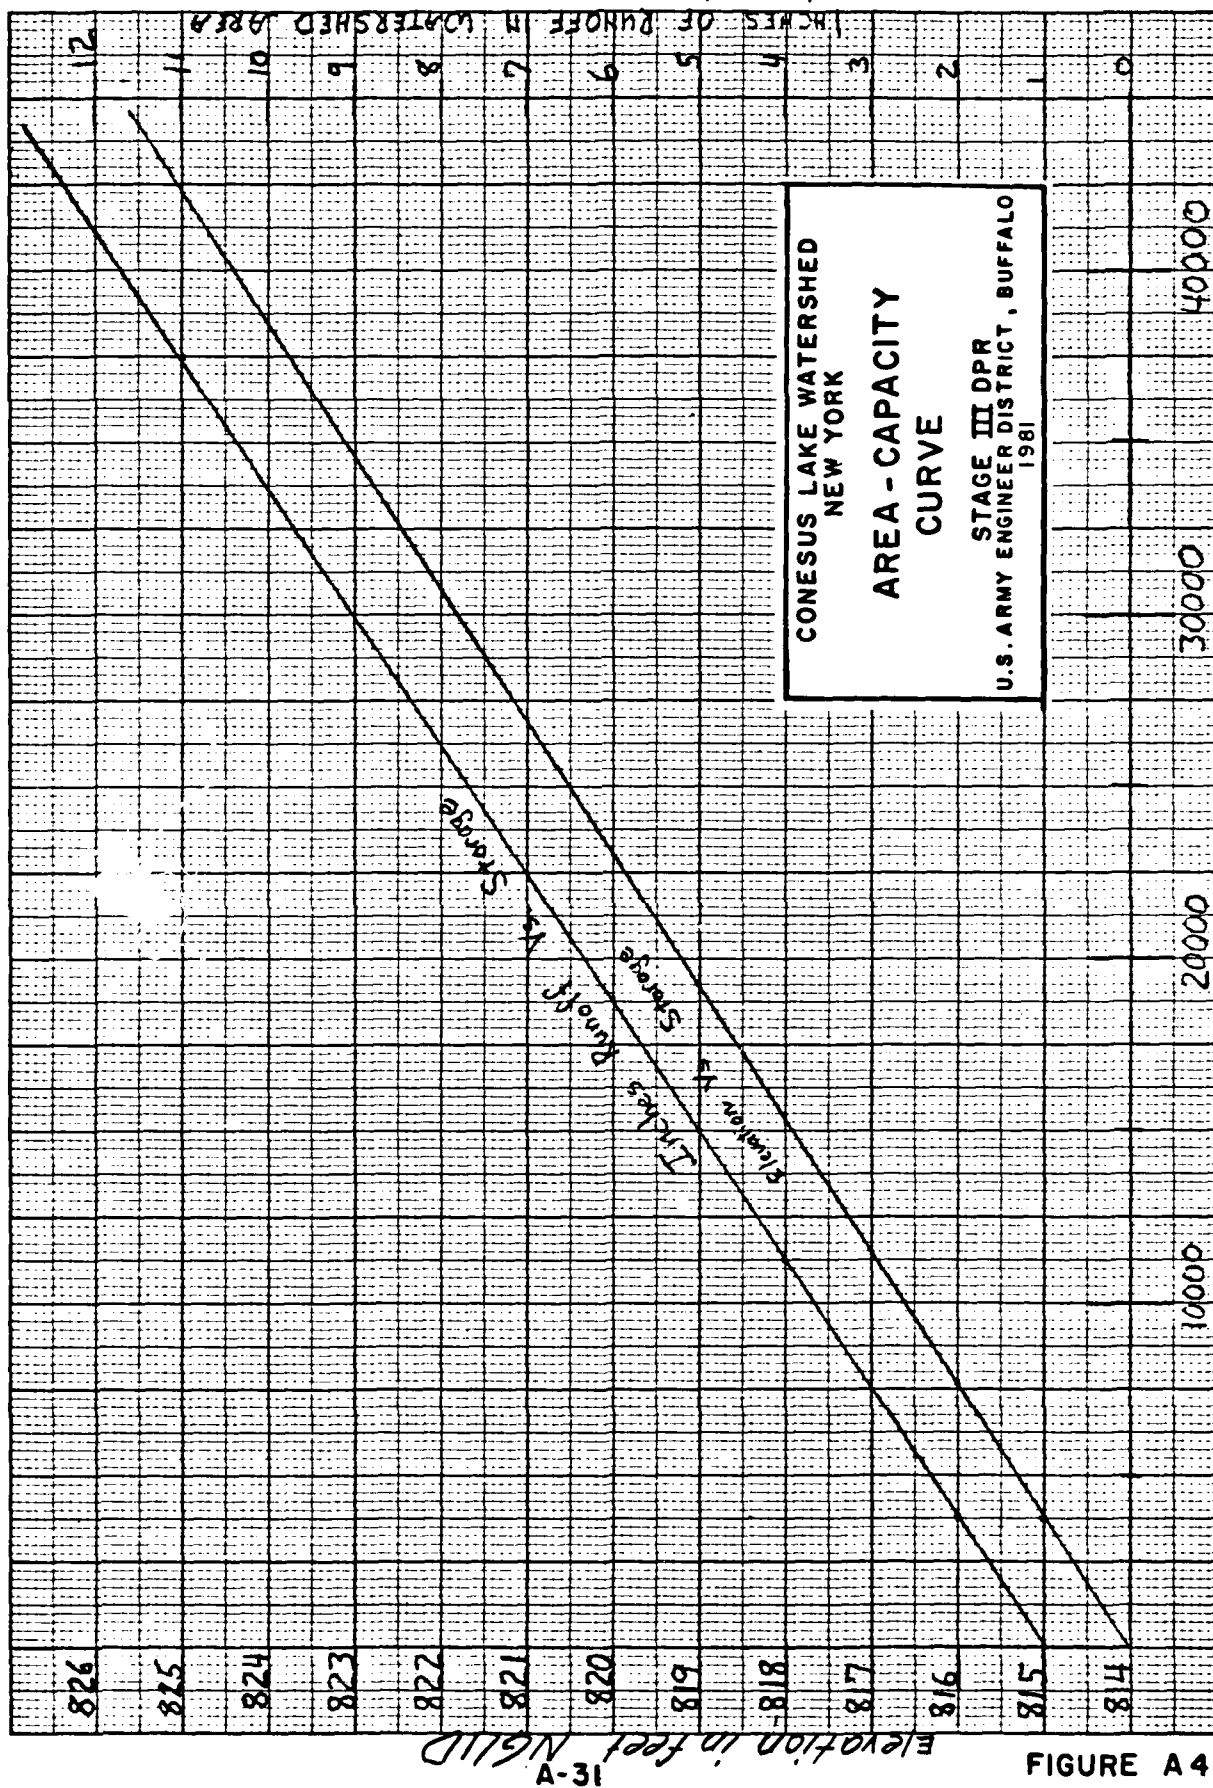 INCHES OF RUNOFF IN WATERSHED AREA
12
11
10
9
8
7
6
5
4
3
2
1
0
826
825
824
823
822
821
820
819
818
817
816
815
814
Elevation in feet NGVD
Inches Runoff Vs. Storage
Elevation Vs Storage
10000
20000
30000
40000
CONESUS LAKE WATERSHED
NEW YORK
AREA-CAPACITY
CURVE
STAGE III DPR
U.S. ARMY ENGINEER DISTRICT, BUFFALO
1981
A-31
FIGURE A4